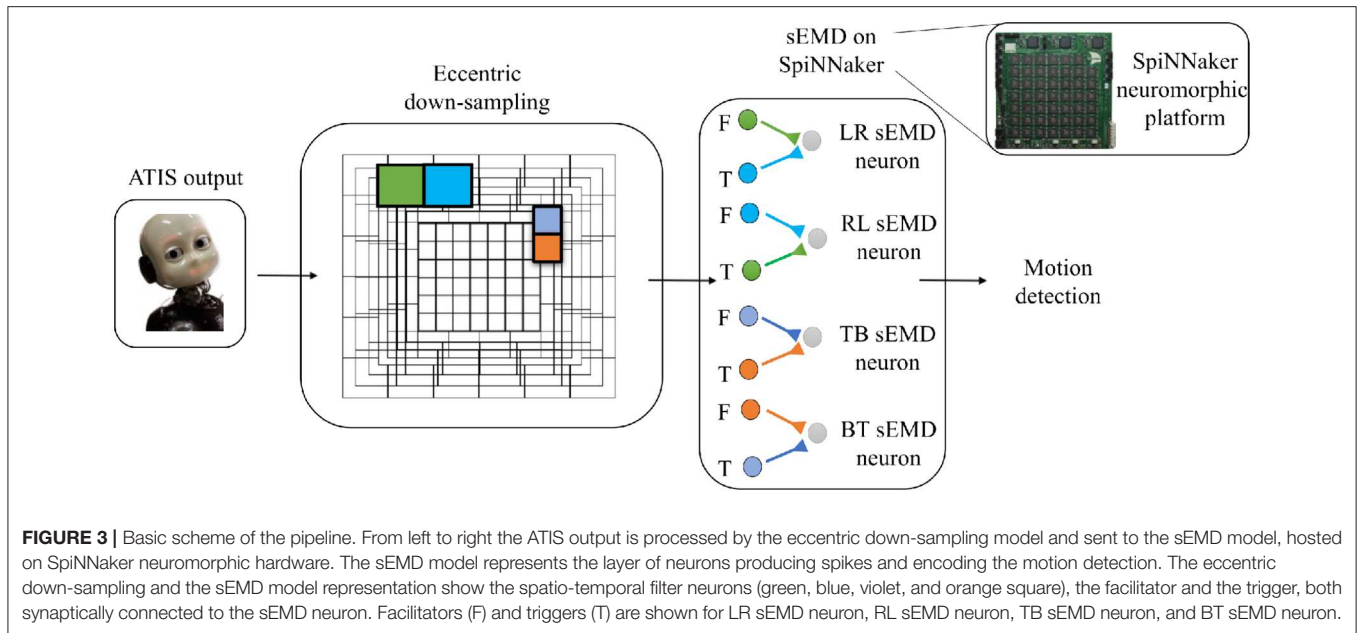 sEMD on
SpiNNaker
SpiNNaker
neuromorphic
platform
Eccentric
down-sampling
ATIS output
F
LR sEMD
neuron
T
F
RL sEMD
neuron
T
F
TB sEMD
neuron
T
F
BT sEMD
neuron
T
Motion
detection
FIGURE 3 | Basic scheme of the pipeline. From left to right the ATIS output is processed by the eccentric down-sampling model and sent to the sEMD model, hosted
on SpiNNaker neuromorphic hardware. The sEMD model represents the layer of neurons producing spikes and encoding the motion detection. The eccentric
down-sampling and the sEMD model representation show the spatio-temporal filter neurons (green, blue, violet, and orange square), the facilitator and the trigger, both
synaptically connected to the sEMD neuron. Facilitators (F) and triggers (T) are shown for LR sEMD neuron, RL sEMD neuron, TB sEMD neuron, and BT sEMD neuron.